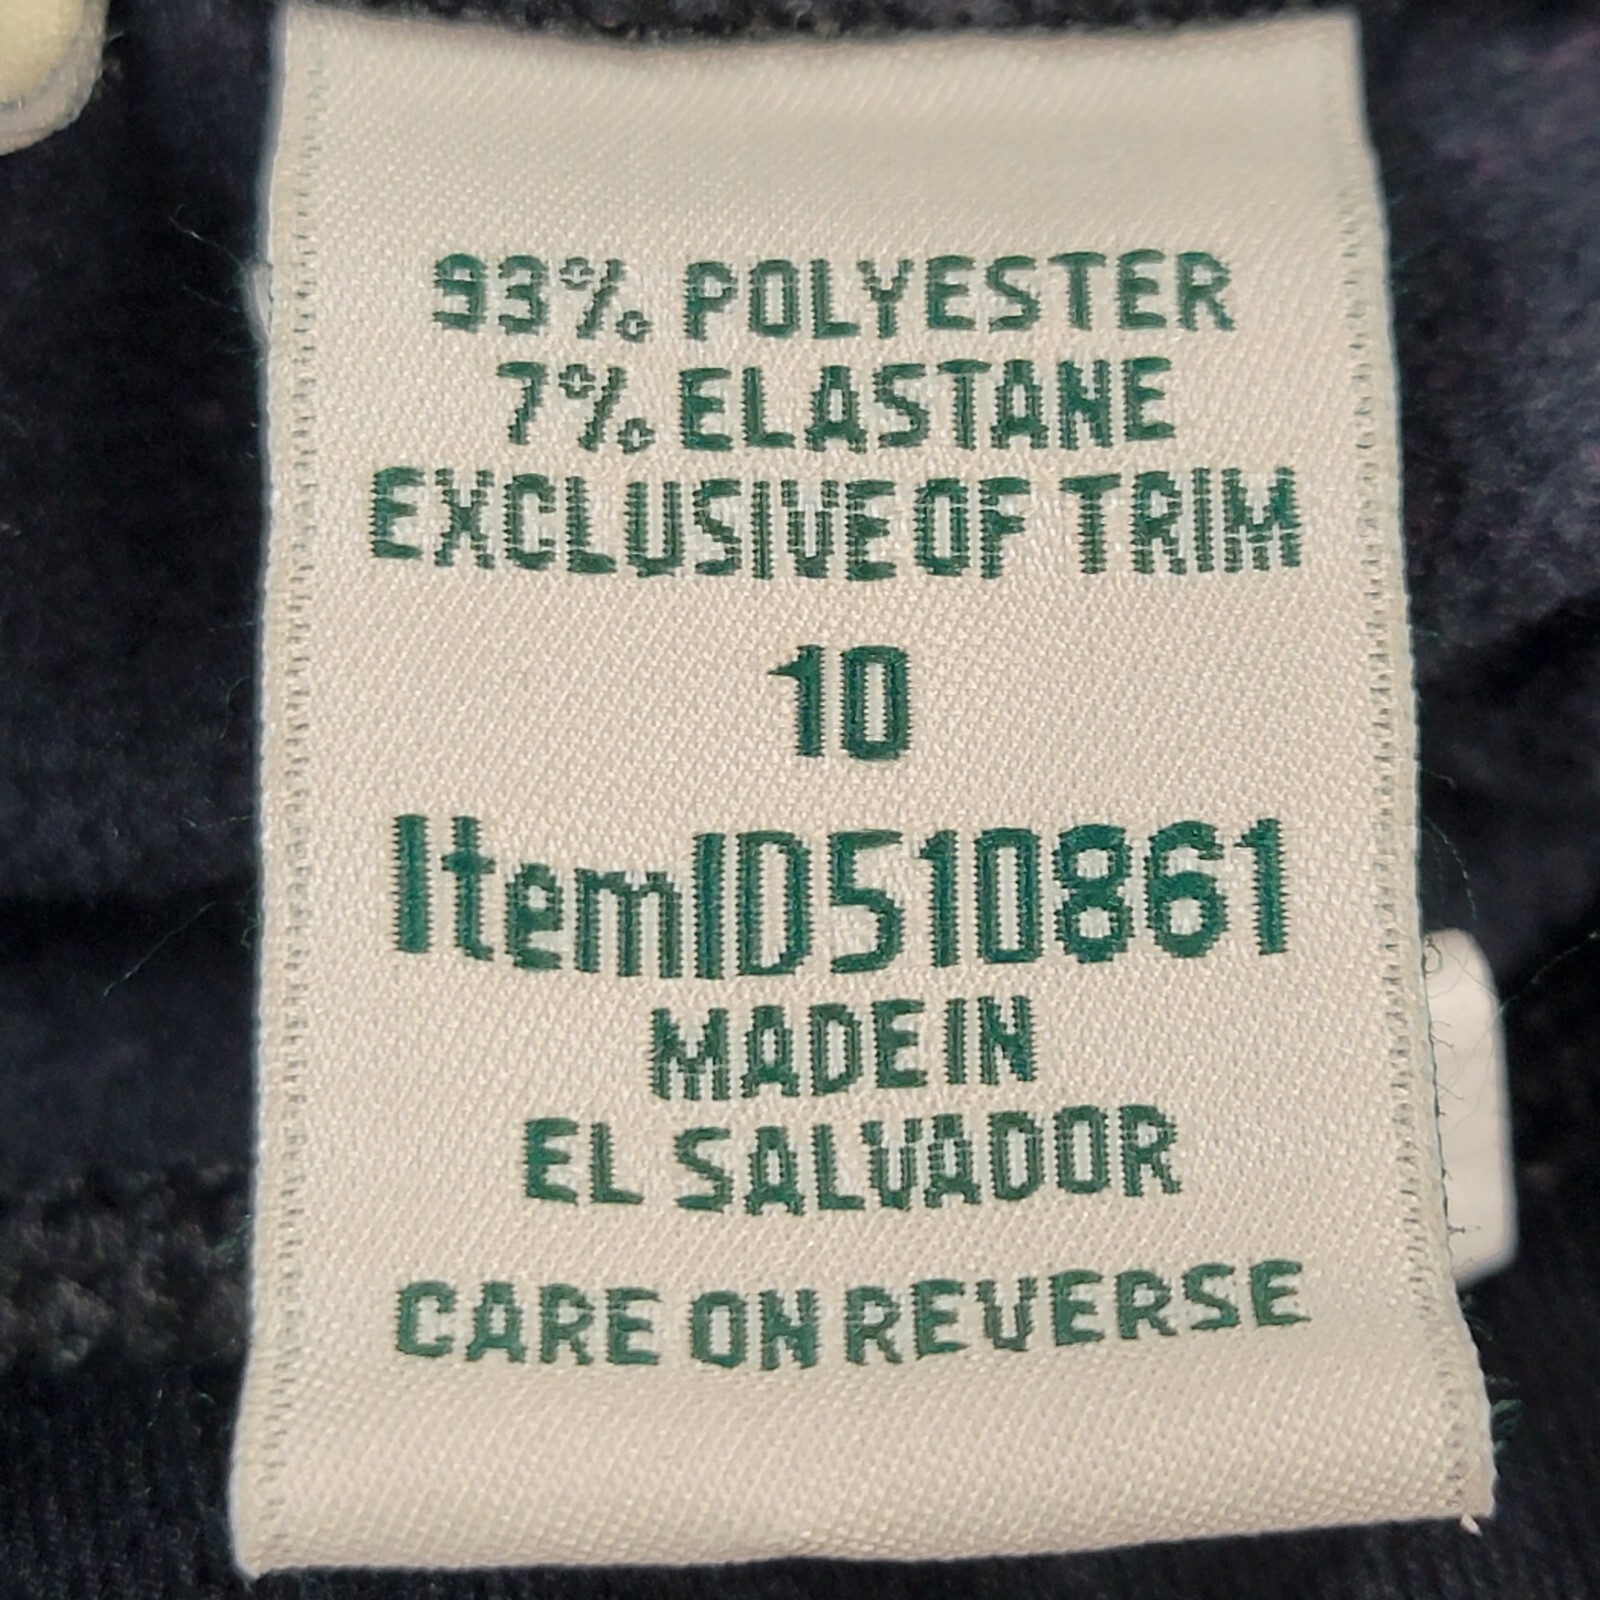 93% POLYESTER
7% ELASTANE
EXCLUSIVE OF TRIM
10
ItemID510861
MADE IN
EL SALVADOR
CARE ON REVERSE